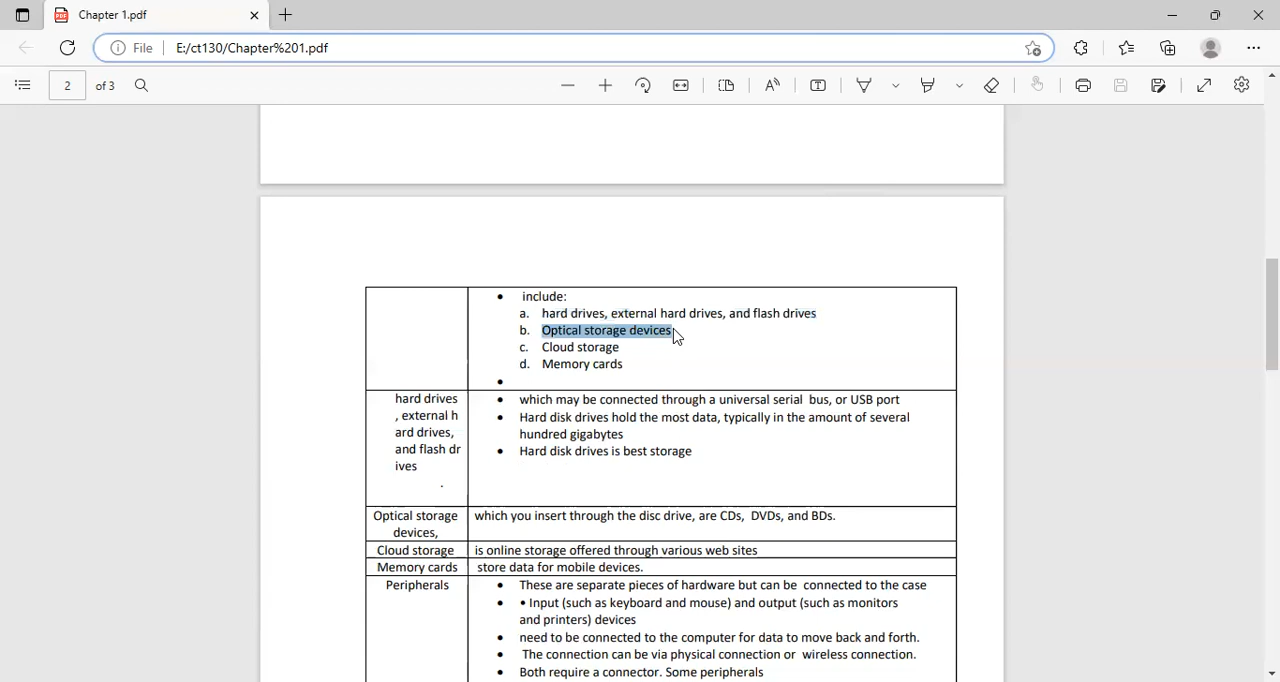 Chapter 1.pdf
File E:/ct130/Chapter%201.pdf
2 of 3
• include:
a. hard drives, external hard drives, and flash drives
b. Optical storage devices
c. Cloud storage
d. Memory cards
•
hard drives
, external h
ard drives,
and flash dr
ives
.
• which may be connected through a universal serial bus, or USB port
• Hard disk drives hold the most data, typically in the amount of several
hundred gigabytes
• Hard disk drives is best storage
Optical storage
devices,
which you insert through the disc drive, are CDs, DVDs, and BDs.
Cloud storage
is online storage offered through various web sites
Memory cards
store data for mobile devices.
Peripherals
• These are separate pieces of hardware but can be connected to the case
• • Input (such as keyboard and mouse) and output (such as monitors
and printers) devices
• need to be connected to the computer for data to move back and forth.
• The connection can be via physical connection or wireless connection.
• Both require a connector. Some peripherals